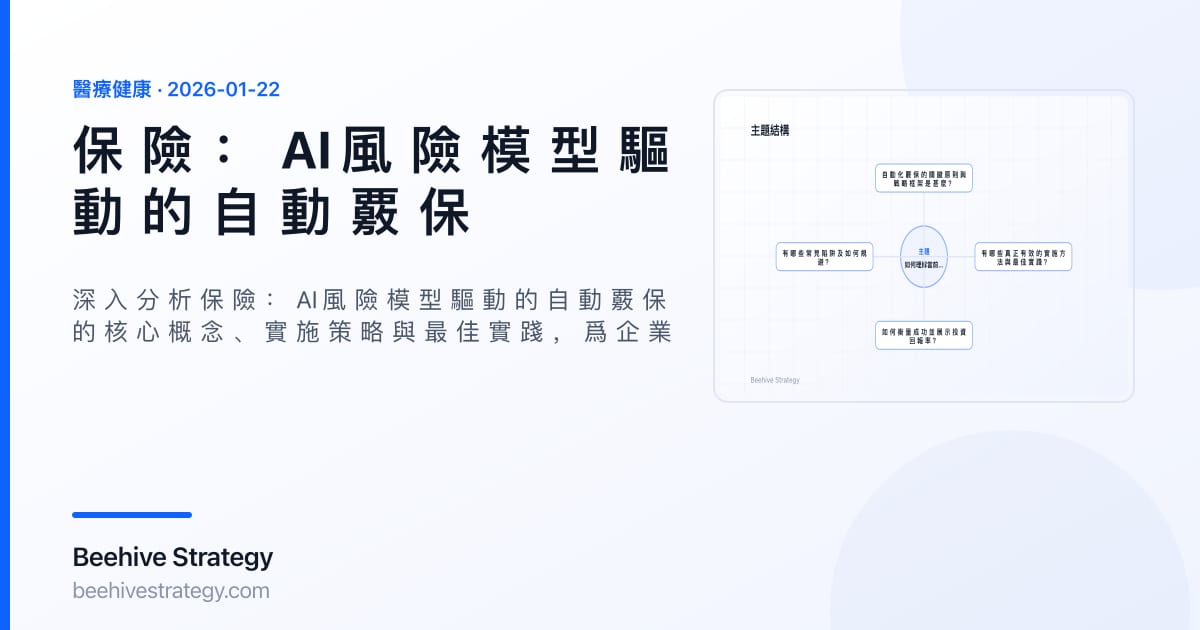 醫療健康 · 2026-01-22
保險： AI風險模型驅
動的自動覈保
深入分析保險： AI風險模型驅動的自動覈保
的核心概念、實施策略與最佳實踐，爲企業
主題結構
自動化覈保的關鍵原則與
戰略框架是甚麼？
有哪些常見陷阱及如何規
避？
主題
如何理解當前...
有哪些真正有效的實施方
法與最佳實踐？
如何衡量成功並展示投資
回報率？
Beehive Strategy
Beehive Strategy
beehivestrategy.com